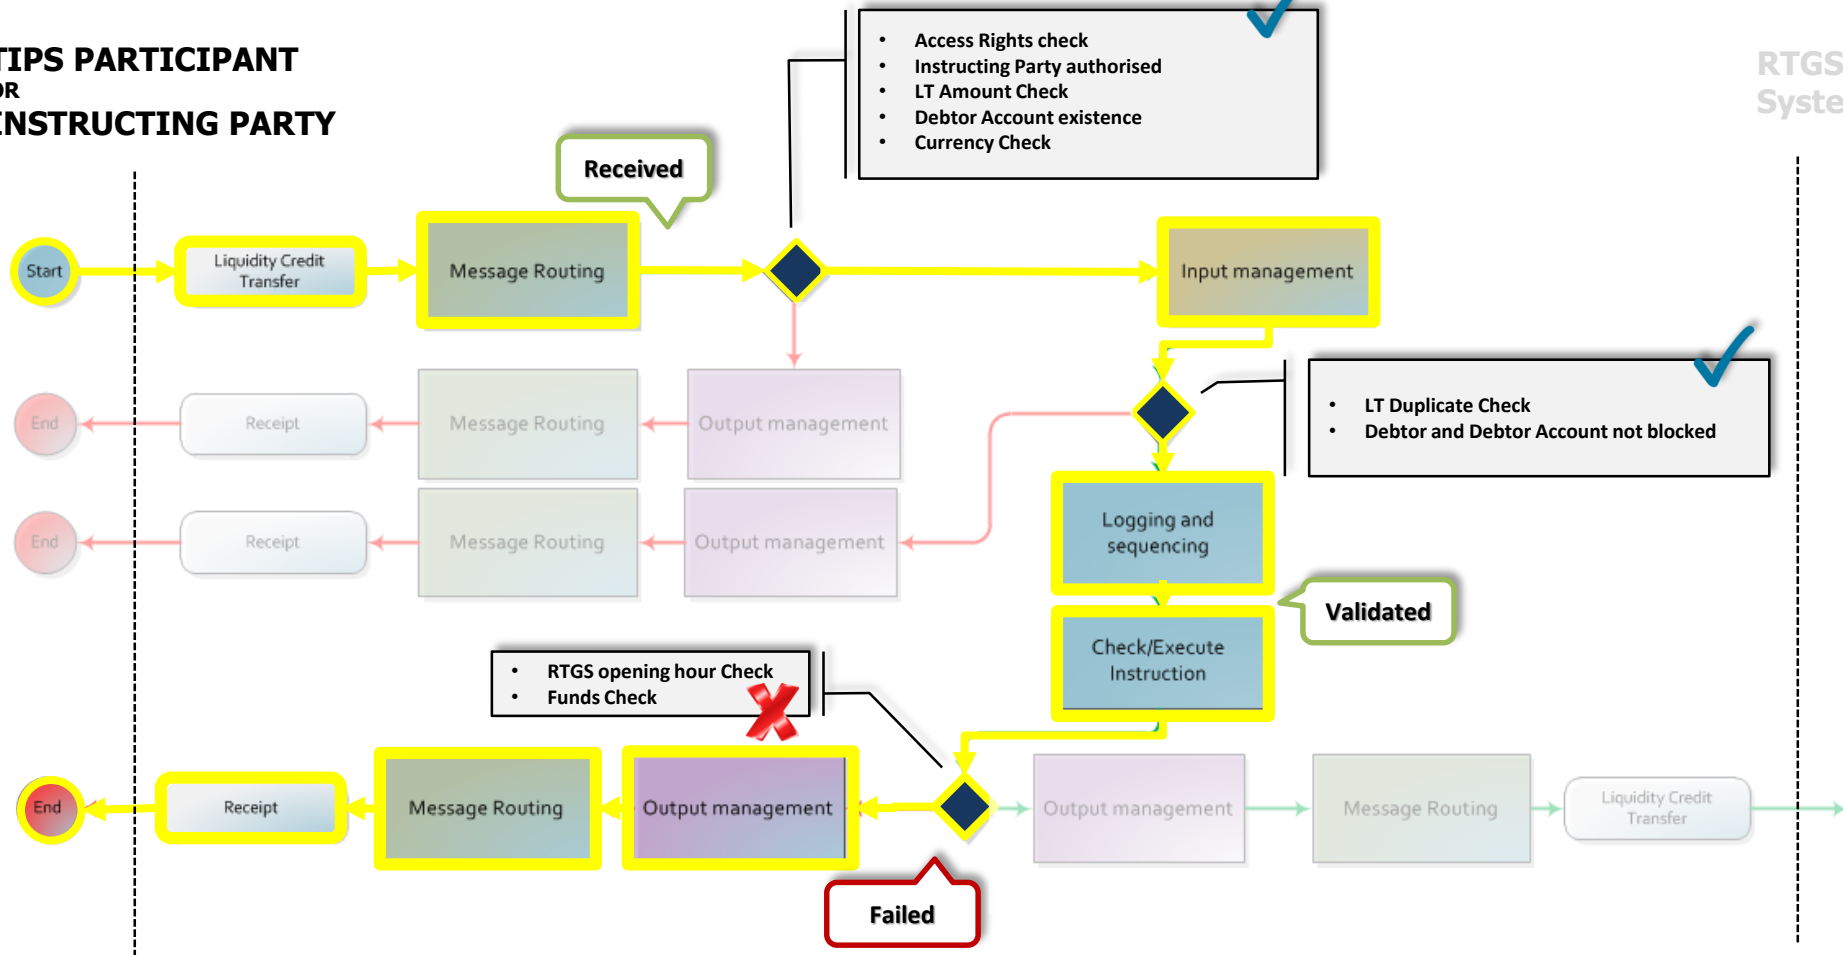 TIPS PARTICIPANT
OR
INSTRUCTING PARTY
• Access Rights check
• Instructing Party authorised
• LT Amount Check
• Debtor Account existence
• Currency Check
RTGS
Syste
Received
Start
Liquidity Credit
Transfer
Message Routing
Input management
End
Receipt
Message Routing
Output management
• LT Duplicate Check
• Debtor and Debtor Account not blocked
End
Receipt
Message Routing
Output management
Logging and
sequencing
Validated
Check/Execute
Instruction
• RTGS opening hour Check
• Funds Check
End
Receipt
Message Routing
Output management
Output management
Message Routing
Liquidity Credit
Transfer
Failed